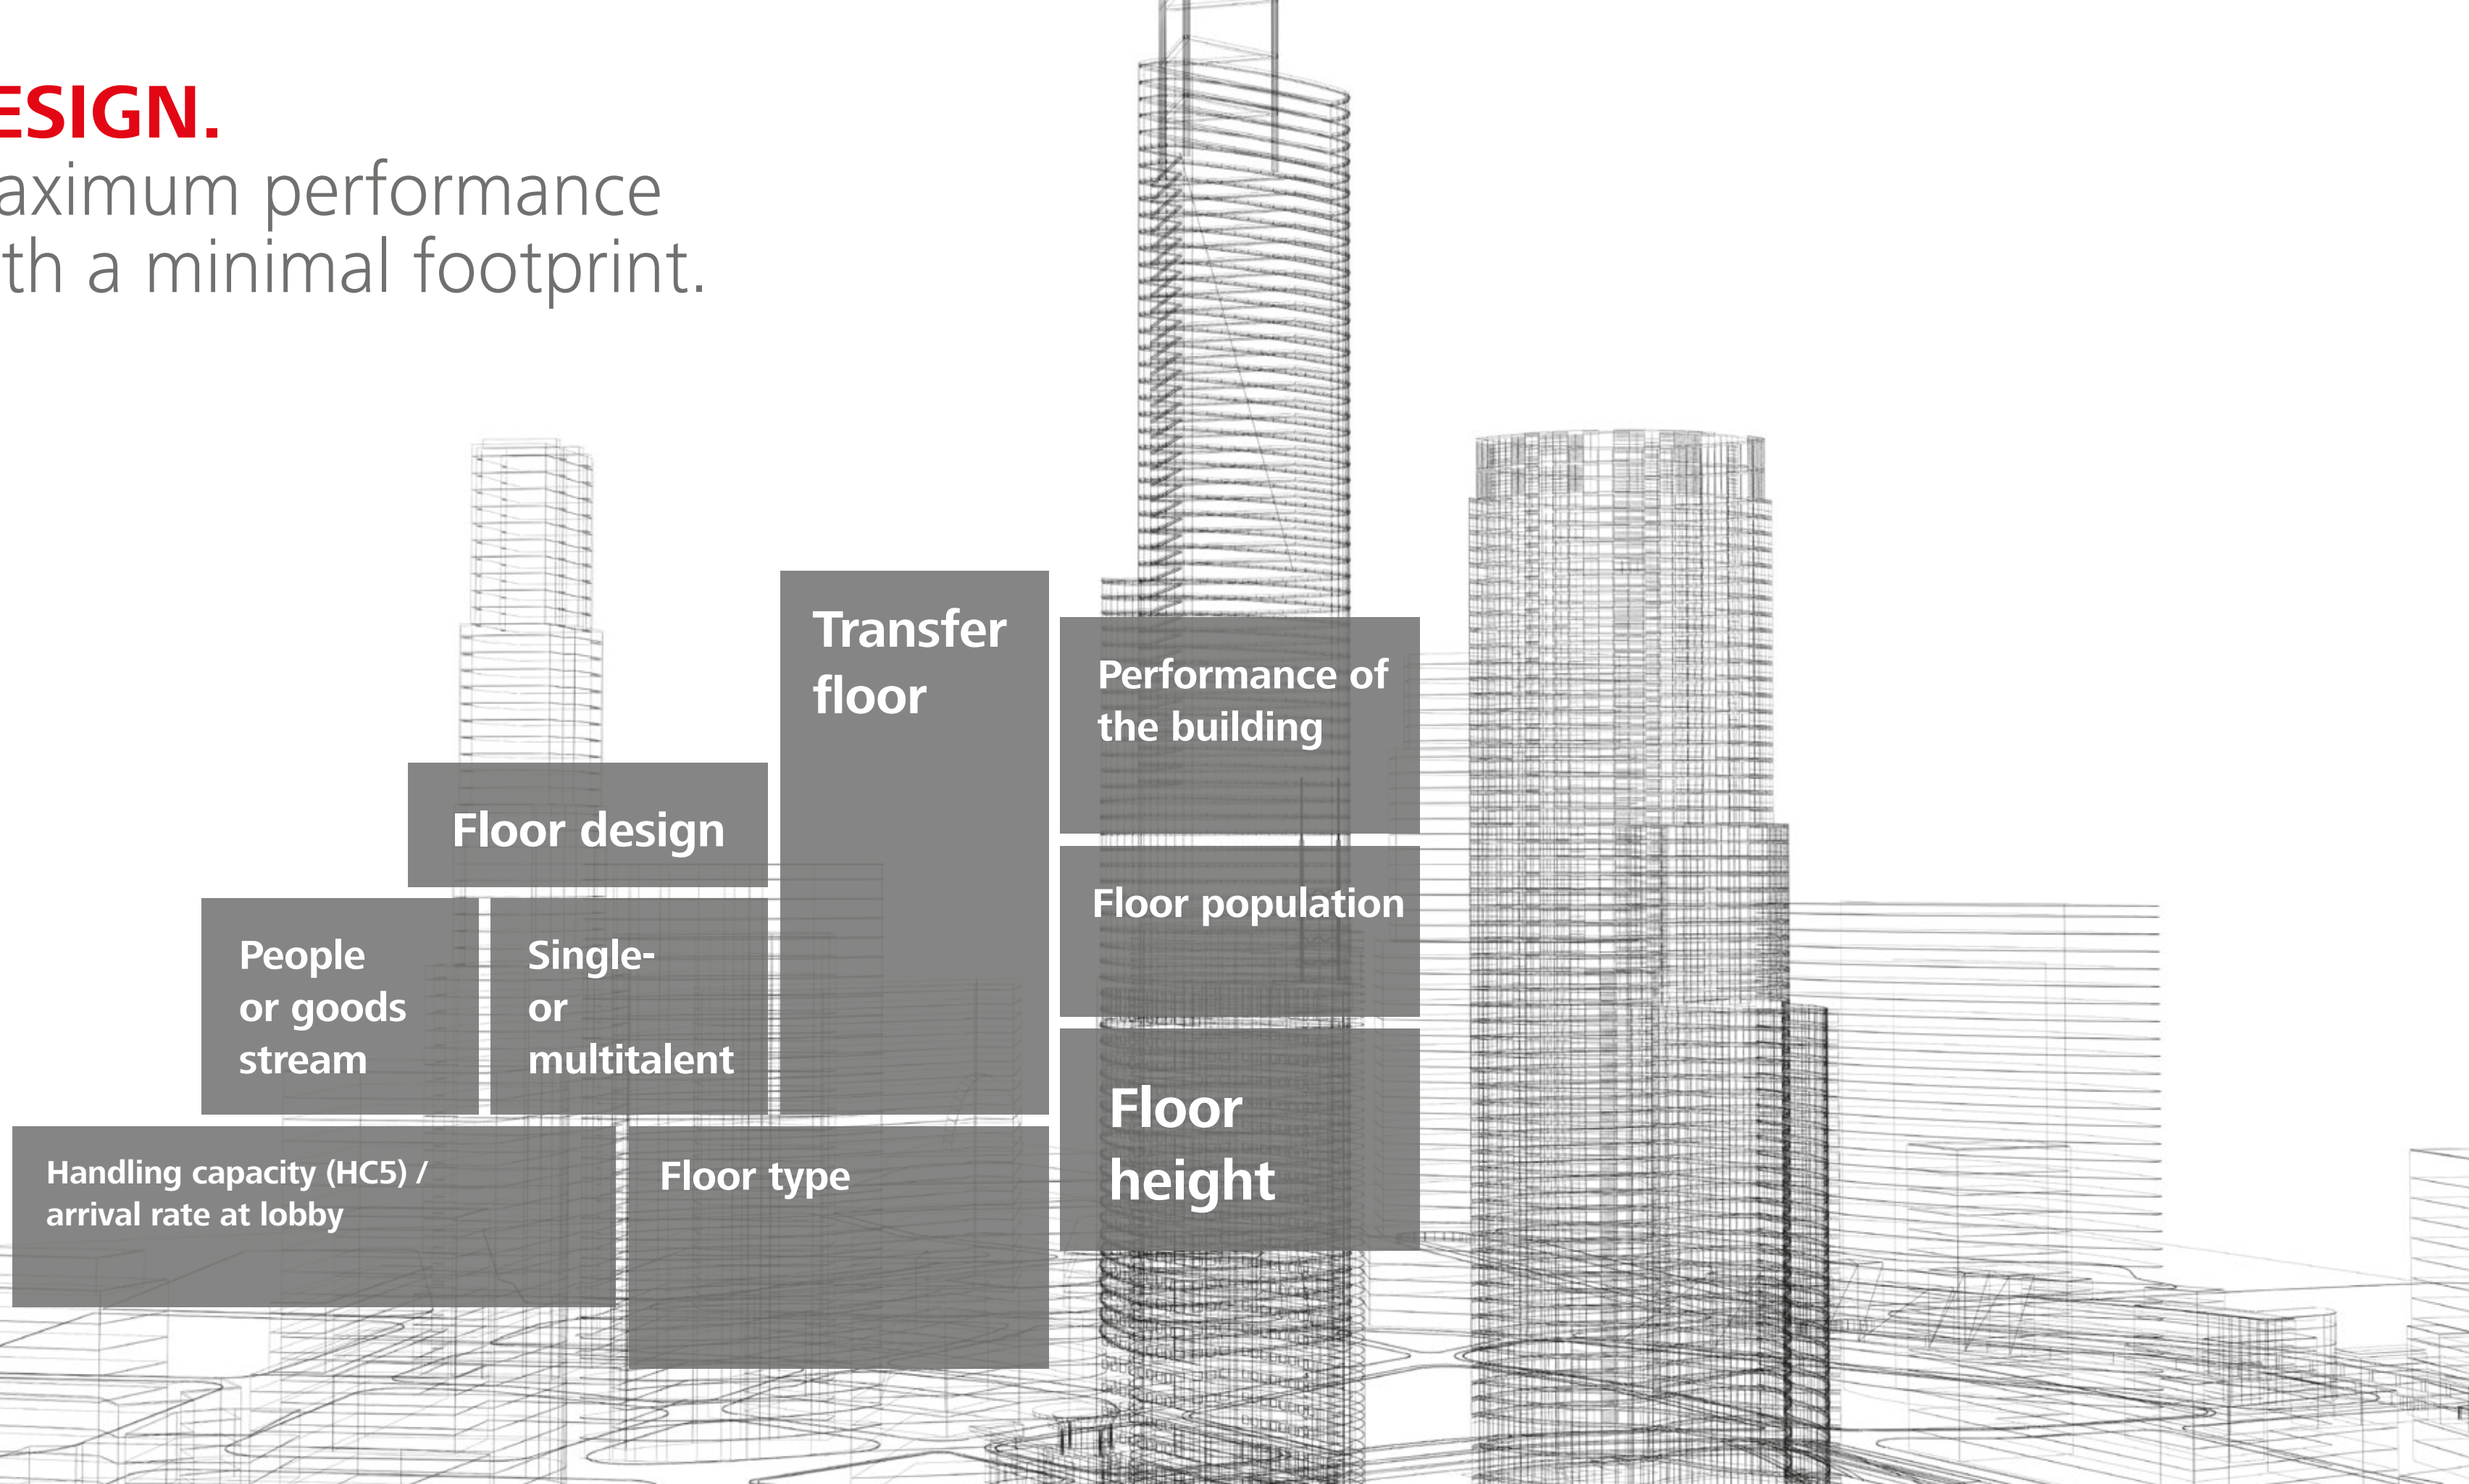 ESIGN.
aximum performance
th a minimal footprint.
Transfer
floor
Performance of
the building
Floor design
Floor population
People
or goods
stream
Single-
or
multitalent
Floor
height
Handling capacity (HC5) /
arrival rate at lobby
Floor type